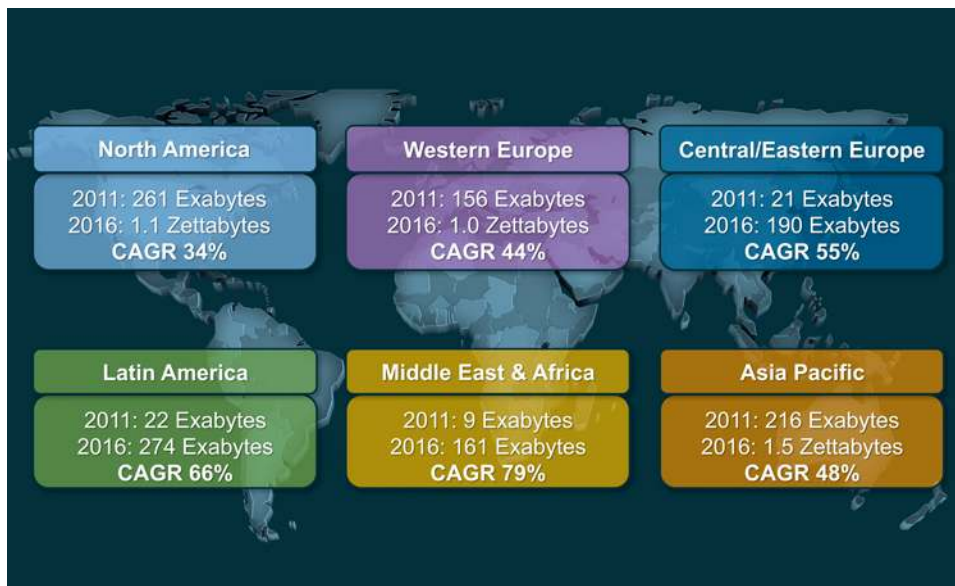 North America
2011: 261 Exabytes
2016: 1.1 Zettabytes
CAGR 34%
Western Europe
2011: 156 Exabytes
2016: 1.0 Zettabytes
CAGR 44%
Central/Eastern Europe
2011: 21 Exabytes
2016: 190 Exabytes
CAGR 55%
Latin America
2011: 22 Exabytes
2016: 274 Exabytes
CAGR 66%
Middle East & Africa
2011: 9 Exabytes
2016: 161 Exabytes
CAGR 79%
Asia Pacific
2011: 216 Exabytes
2016: 1.5 Zettabytes
CAGR 48%